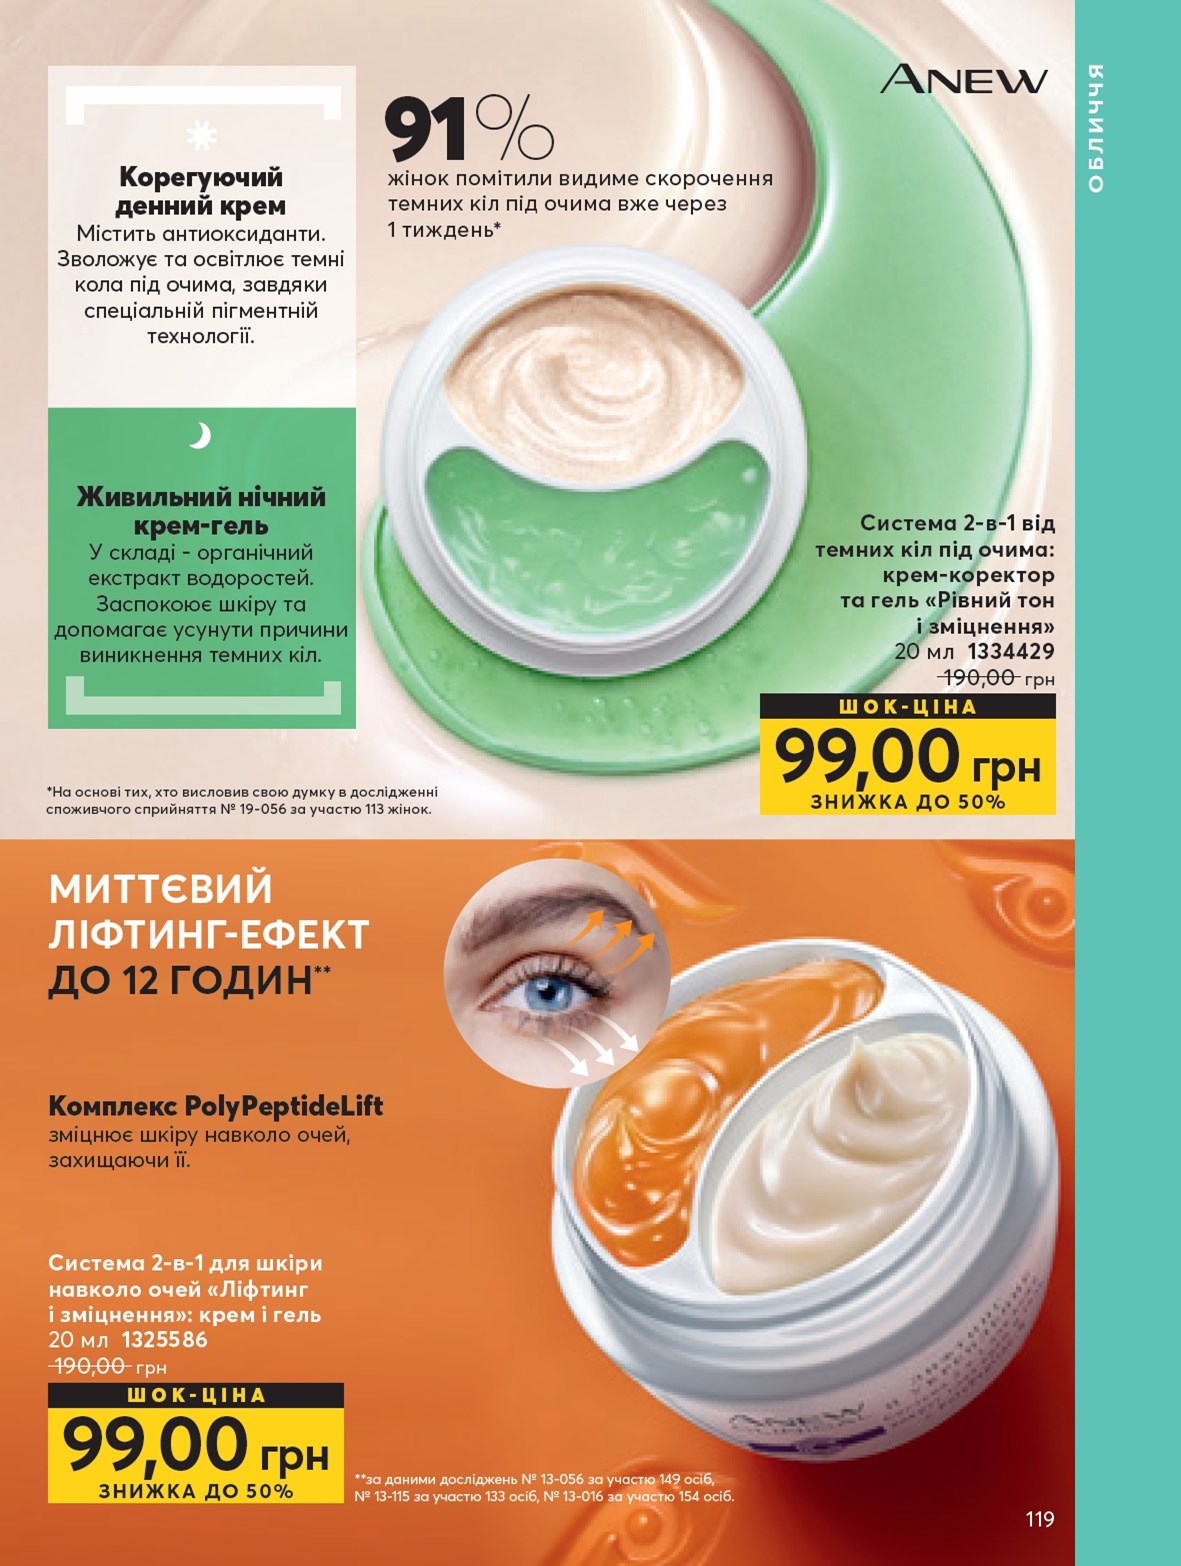 ANEW
ОБЛИЧЧЯ
91%
жінок помітили видиме скорочення
темних кіл під очима вже через
1 тиждень*
Корегуючий
денний крем
Містить антиоксиданти.
Зволожує та освітлює темні
кола під очима, завдяки
спеціальній пігментній
технології.
Живильний нічний
крем-гель
У складі - органічний
екстракт водоростей.
Заспокоює шкіру та
допомагає усунути причини
виникнення темних кіл.
Система 2-в-1 від
темних кіл під очима:
крем-коректор
та гель «Рівний тон
і зміцнення»
20 мл 1334429
190,00 грн
ШОК-ЦІНА
99,00 грн
ЗНИЖКА ДО 50%
*На основі тих, хто висловив свою думку в дослідженні
споживчого сприйняття № 19-056 за участю 113 жінок.
МИТТЄВИЙ
ЛІФТИНГ-ЕФЕКТ
ДО 12 ГОДИН**
Комплекс PolyPeptideLift
зміцнює шкіру навколо очей,
захищаючи її.
Система 2-в-1 для шкіри
навколо очей «Ліфтинг
і зміцнення»: крем і гель
20 мл 1325586
190,00 грн
ШОК-ЦІНА
99,00 грн
ЗНИЖКА ДО 50%
ANEW
CLINICAL
**за даними досліджень № 13-056 за участю 149 осіб,
№ 13-115 за участю 133 осіб, № 13-016 за участю 154 осіб.
119